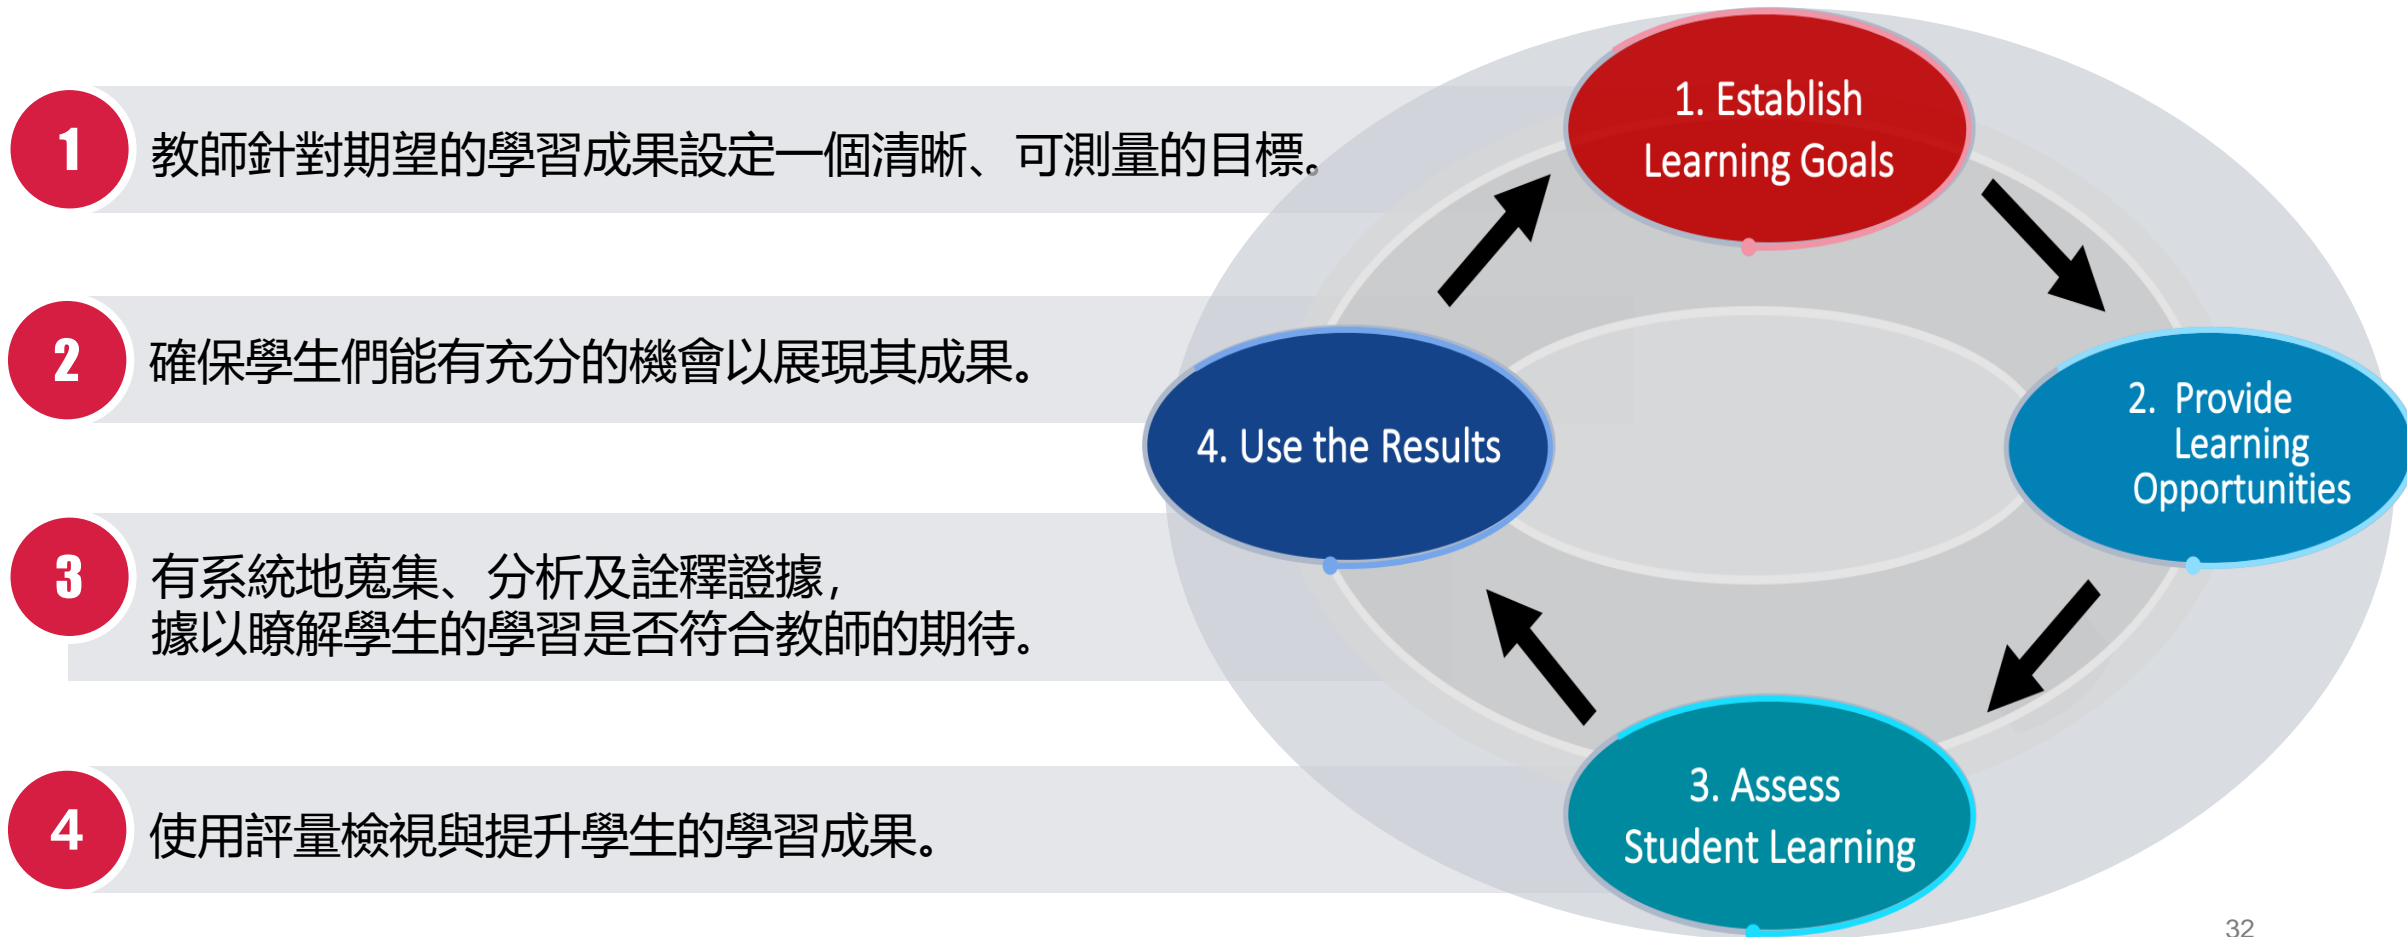 1
教師針對期望的學習成果設定一個清晰、可測量的目標。
2
確保學生們能有充分的機會以展現其成果。
3
有系統地蒐集、分析及詮釋證據，
據以瞭解學生的學習是否符合教師的期待。
4
使用評量檢視與提升學生的學習成果。
1. Establish
Learning Goals
2. Provide
Learning
Opportunities
3. Assess
Student Learning
4. Use the Results
32